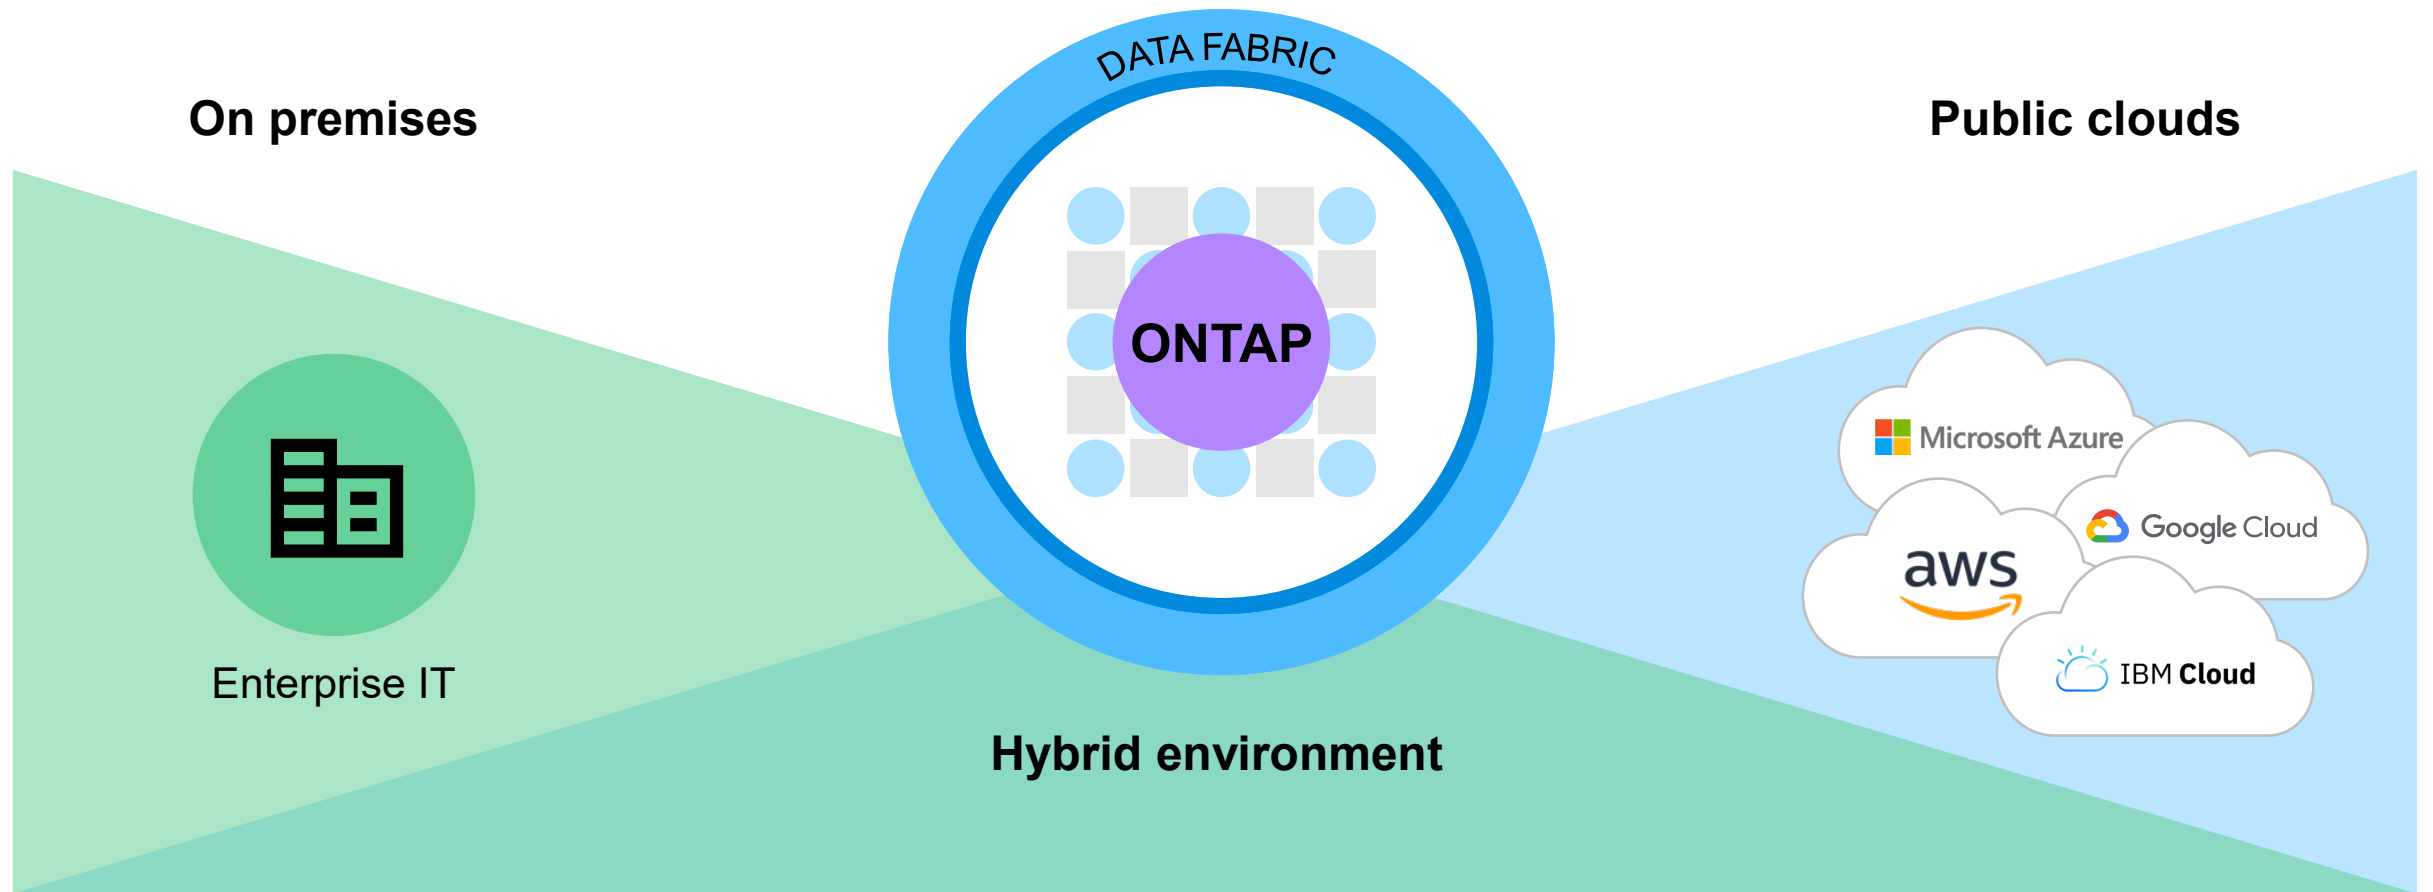 DATA FABRIC
On premises
Public clouds
ONTAP
Microsoft Azure
Google Cloud
aws
IBM Cloud
Enterprise IT
Hybrid environment